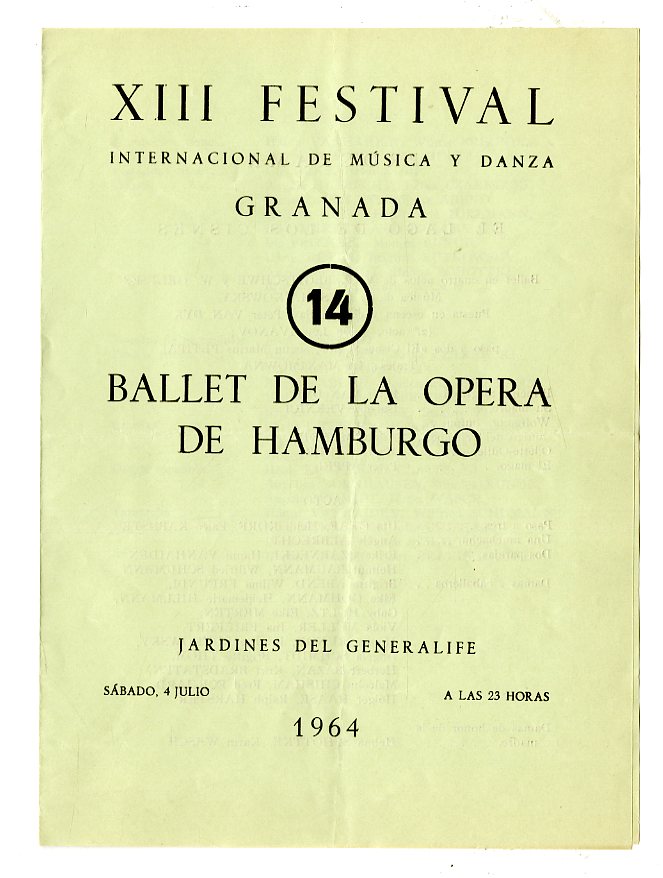 XIII FESTIVAL
INTERNACIONAL DE MÚSICA Y DANZA
GRANADA
14
BALLET DE LA OPERA
DE HAMBURGO
JARDINES DEL GENERALIFE
SÁBADO, 4 JULIO A LAS 23 HORAS
1964